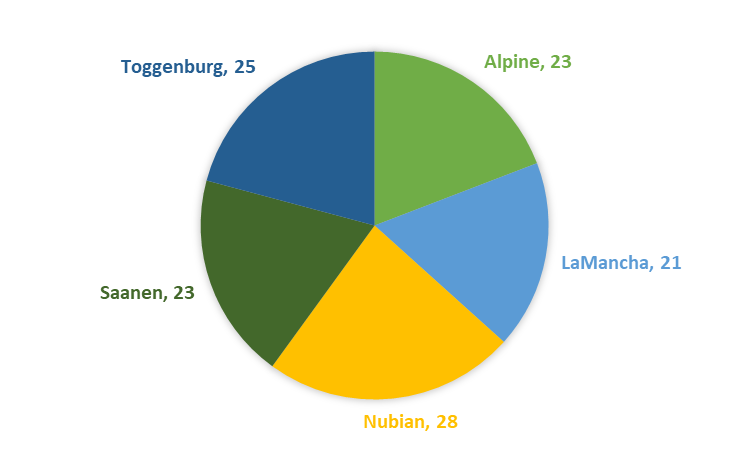 Toggenburg, 25
Alpine, 23
LaMancha, 21
Saanen, 23
Nubian, 28